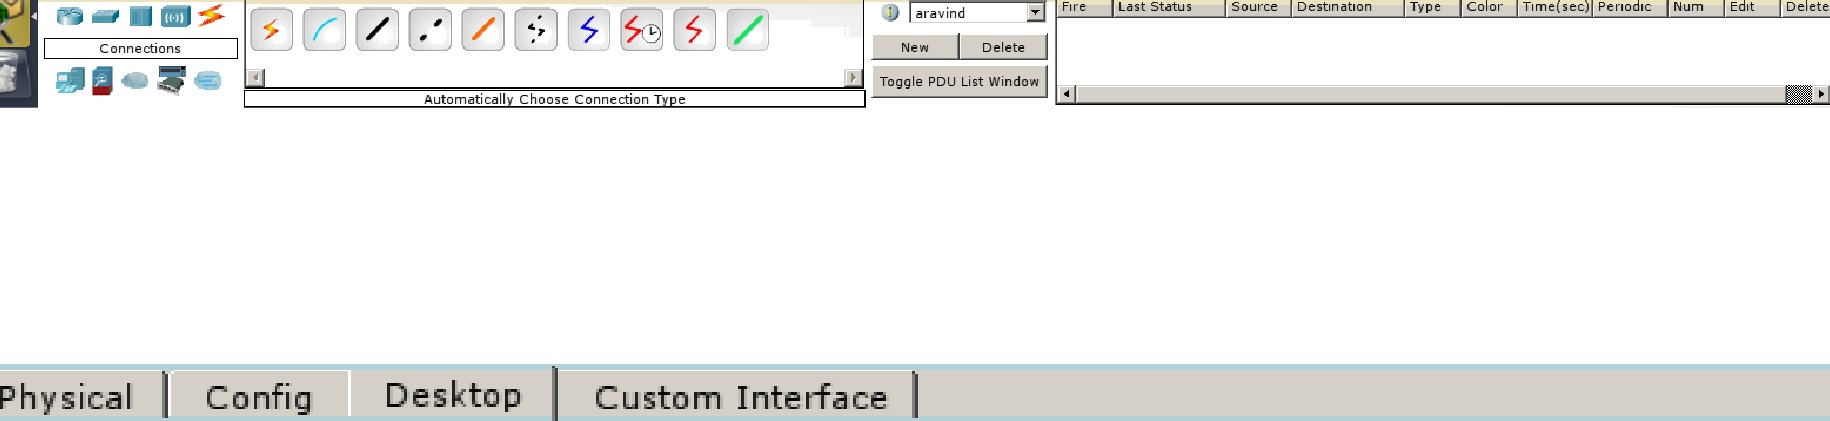 Fire Last Status Source Destination Type Color Time(sec) Periodic Num Edit Delete
aravind
Connections
New Delete
Toggle PDU List Window
Automatically Choose Connection Type
Physical Config Desktop Custom Interface